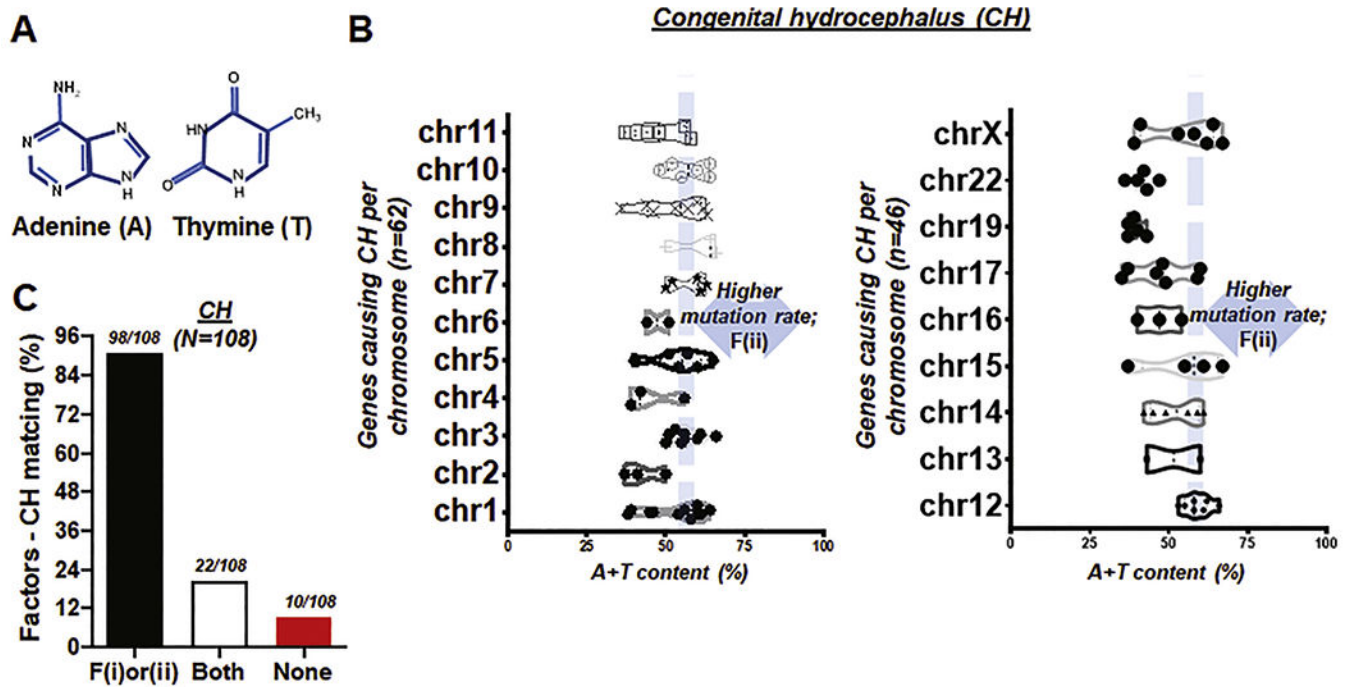 Congenital hydrocephalus (CH)
A
NH2
N
N
N
N
H
O
HN
CH3
O
N
H
Adenine (A) Thymine (T)
B
Genes causing CH per
chromosome (n=62)
chr11
chr10
chr9
chr8
chr7
chr6
chr5
chr4
chr3
chr2
chr1
Higher
mutation rate;
F(ii)
0 25 50 75 100
A+T content (%)
Genes causing CH per
chromosome (n=46)
chrX
chr22
chr19
chr17
chr16
chr15
chr14
chr13
chr12
Higher
mutation rate;
F(ii)
0 25 50 75 100
A+T content (%)
C
CH
(N=108)
Factors - CH matcing (%)
96
84
72
60
48
36
24
12
0
98/108
22/108
10/108
F(i)or(ii) Both None